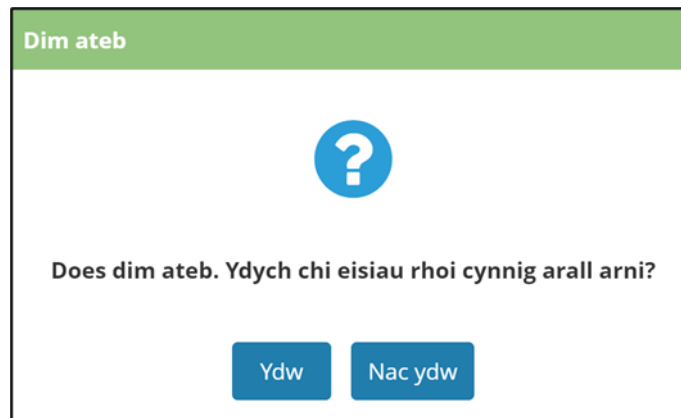 Dim ateb
Does dim ateb. Ydych chi eisiau rhoi cynnig arall arni?
Ydw
Nac ydw